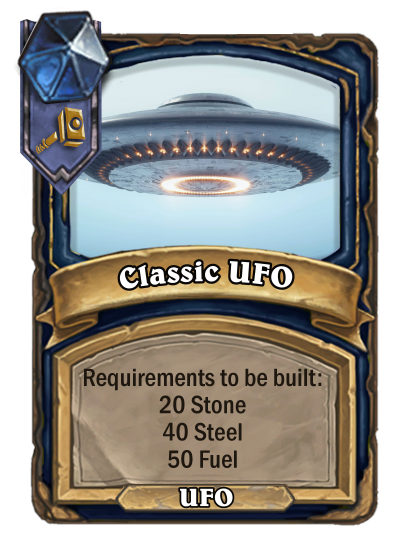 Classic UFO
Requirements to be built:
20 Stone
40 Steel
50 Fuel
UFO